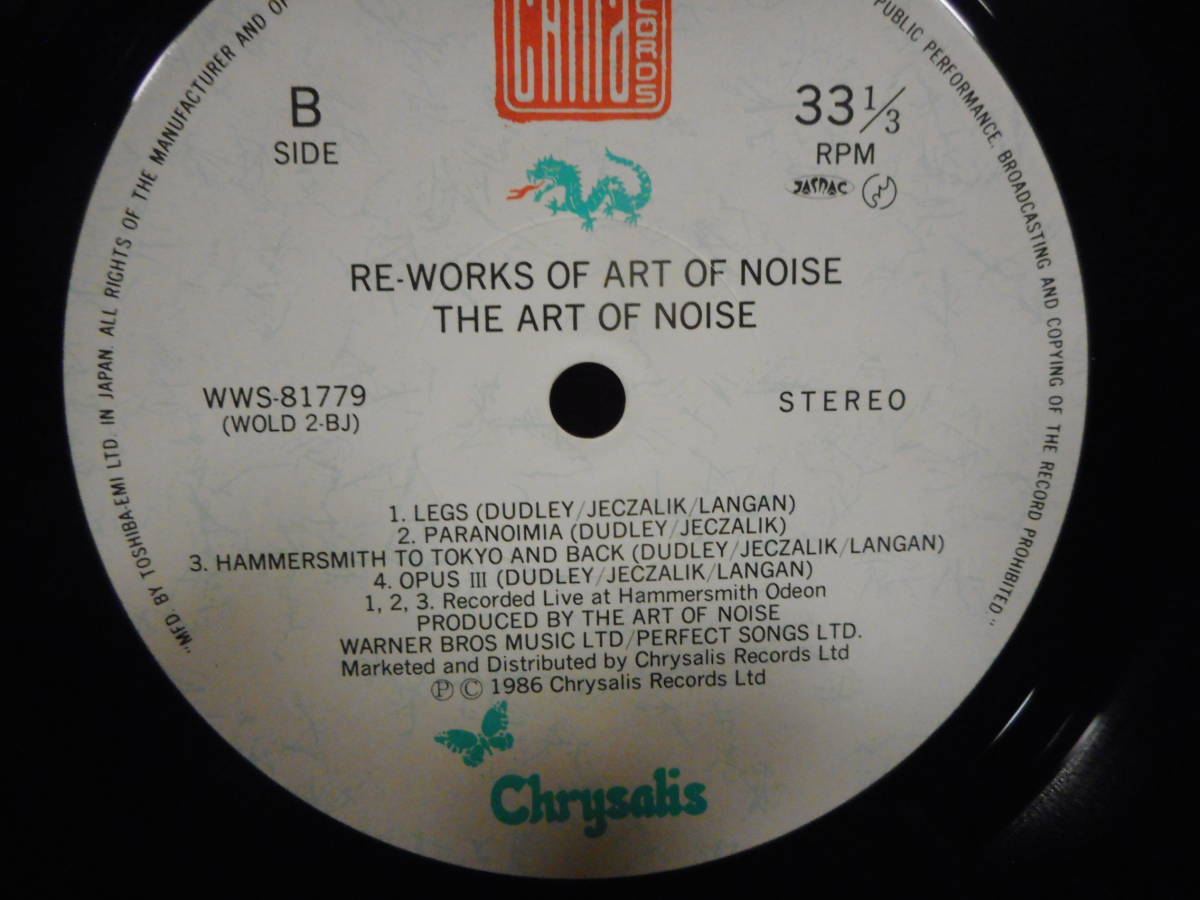 CHINA
RECORDS
B
SIDE
33 1/3
RPM
JASRAC
RE-WORKS OF ART OF NOISE
THE ART OF NOISE
WWS-81779
(WOLD 2-BJ)
STEREO
1. LEGS (DUDLEY/JECZALIK/LANGAN)
2. PARANOIMIA (DUDLEY/JECZALIK)
3. HAMMERSMITH TO TOKYO AND BACK (DUDLEY/JECZALIK/LANGAN)
4. OPUS III (DUDLEY/JECZALIK/LANGAN)
1, 2, 3. Recorded Live at Hammersmith Odeon
PRODUCED BY THE ART OF NOISE
WARNER BROS MUSIC LTD/PERFECT SONGS LTD.
Marketed and Distributed by Chrysalis Records Ltd
Ⓟ © 1986 Chrysalis Records Ltd
Chrysalis
"MFD. BY TOSHIBA-EMI LTD. IN JAPAN. ALL RIGHTS OF THE MANUFACTURER AND OF
PUBLIC PERFORMANCE, BROADCASTING AND COPYING OF THE RECORD PROHIBITED."